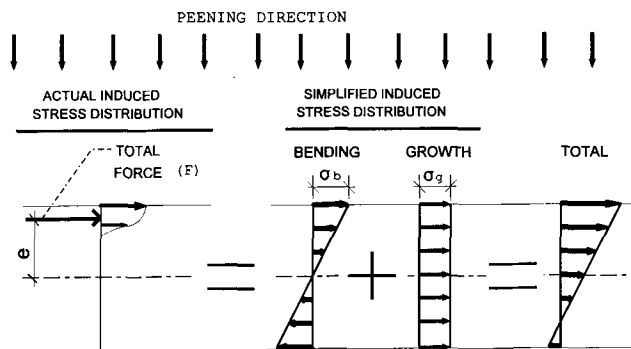 PEENING DIRECTION
ACTUAL INDUCED
STRESS DISTRIBUTION
SIMPLIFIED INDUCED
STRESS DISTRIBUTION
TOTAL
FORCE (F)
BENDING
GROWTH
TOTAL
σb
σg
e
=
+
=